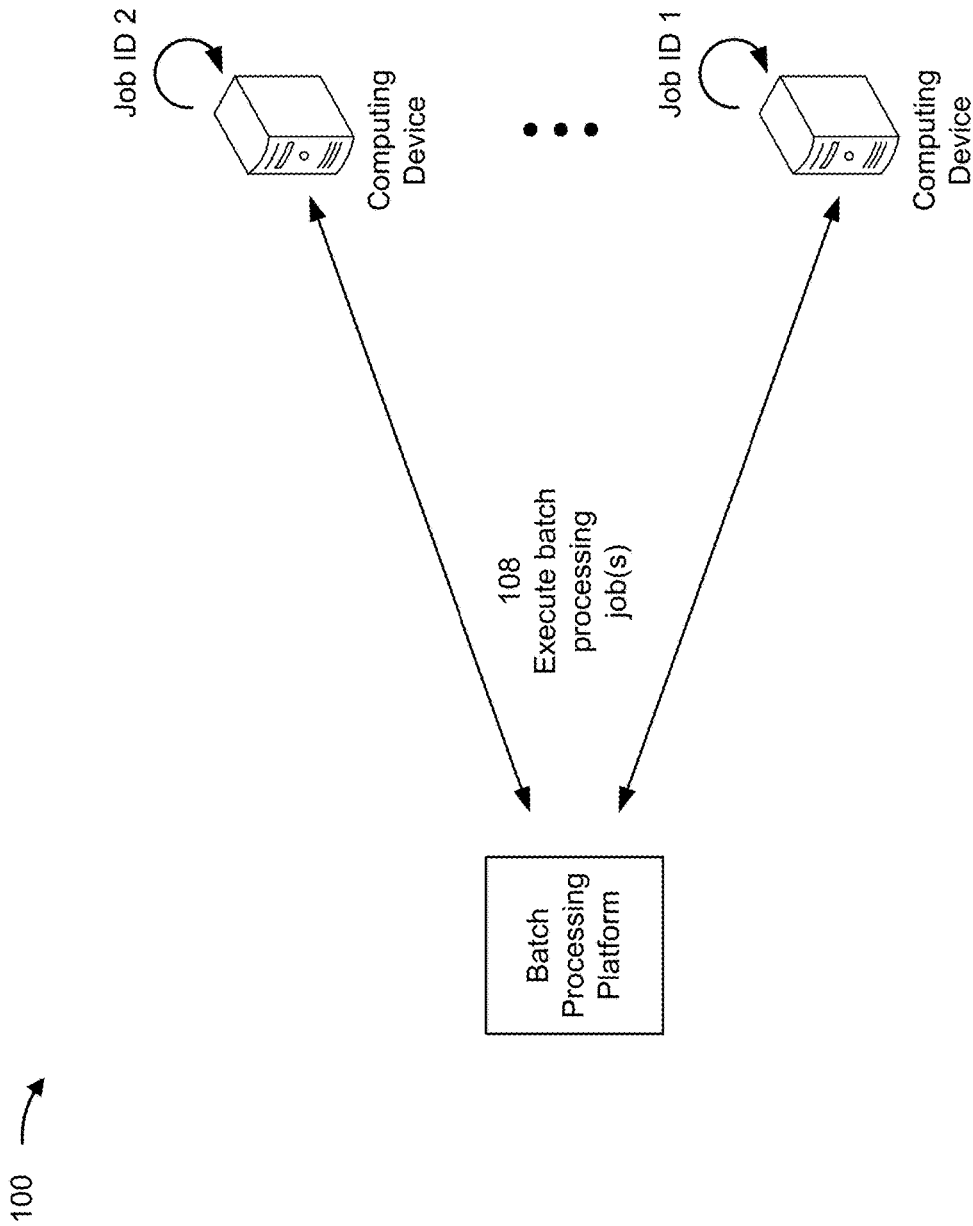 100
Job ID 2
Computing
Device
108
Execute batch
processing
job(s)
Batch
Processing
Platform
Job ID 1
Computing
Device